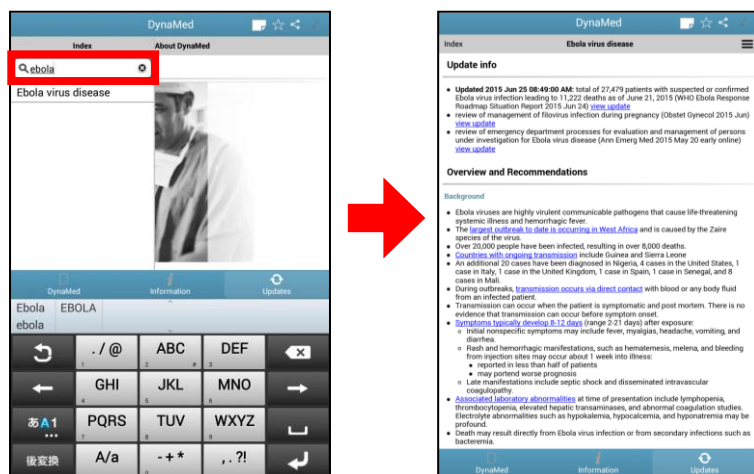 DynaMed
Index About DynaMed
ebola
Ebola virus disease
DynaMed Information Updates
Ebola EBOLA
ebola
./@ ABC DEF
1 2 # 3
GHI JKL MNO
4 5 6
あA1 PQRS TUV WXYZ
7 8 9
後変換 A/a -+* ,.?!
DynaMed
Index Ebola virus disease
Update info
Updated 2015 Jun 25 08:49:00 AM: total of 27,479 patients with suspected or confirmed
Ebola virus infection leading to 11,222 deaths as of June 21, 2015 (WHO Ebola Response
Roadmap Situation Report 2015 Jun 24) view update
review of management of filovirus infection during pregnancy (Obstet Gynecol 2015 Jun)
view update
review of emergency department processes for evaluation and management of persons
under investigation for Ebola virus disease (Ann Emerg Med 2015 May 20 early online)
view update
Overview and Recommendations
Background
Ebola viruses are highly virulent communicable pathogens that cause life-threatening
systemic illness and hemorrhagic fever.
The largest outbreak to date is occurring in West Africa and is caused by the Zaire
species of the virus.
Over 20,000 people have been infected, resulting in over 8,000 deaths.
Countries with ongoing transmission include Guinea and Sierra Leone
An additional 20 cases have been diagnosed in Nigeria, 4 cases in the United States, 1
case in Italy, 1 case in the United Kingdom, 1 case in Spain, 1 case in Senegal, and 8
cases in Mali.
During outbreaks, transmission occurs via direct contact with blood or any body fluid
from an infected patient.
Transmission can occur when the patient is symptomatic and post mortem. There is no
evidence that transmission can occur before symptom onset.
Symptoms typically develop 8-12 days (range 2-21 days) after exposure:
Initial nonspecific symptoms may include fever, myalgias, headache, vomiting, and
diarrhea.
Rash and hemorrhagic manifestations, such as hematemesis, melena, and bleeding
from injection sites may occur about 1 week into illness:
reported in less than half of patients
may portend worse prognosis
Late manifestations include septic shock and disseminated intravascular
coagulopathy.
Associated laboratory abnormalities at time of presentation include lymphopenia,
thrombocytopenia, elevated hepatic transaminases, and abnormal coagulation studies.
Electrolyte abnormalities such as hypokalemia, hypocalcemia, and hyponatremia may be
profound.
Death may result directly from Ebola virus infection or from secondary infections such as
bacteremia.
DynaMed Information Updates